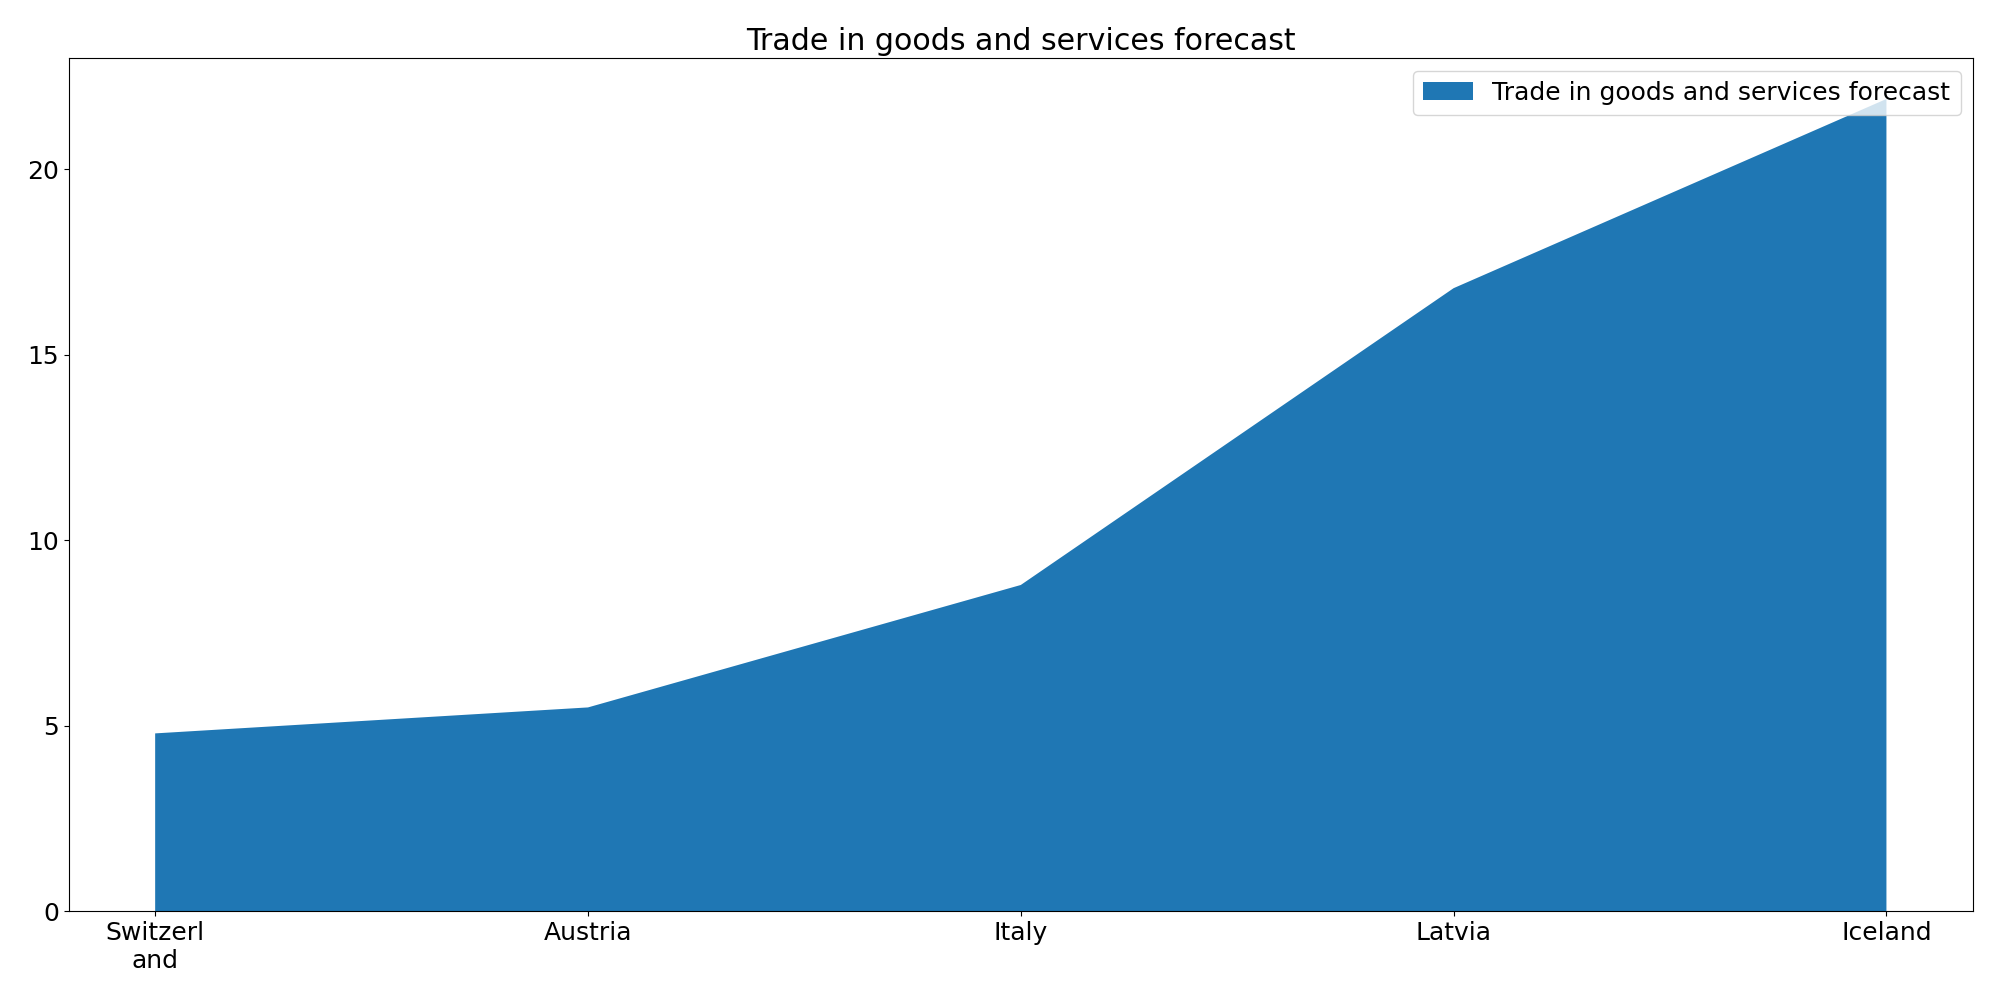 Trade in goods and services forecast
Trade in goods and services forecast
20
15
10
5
0
Switzerl
and
Austria
Italy
Latvia
Iceland